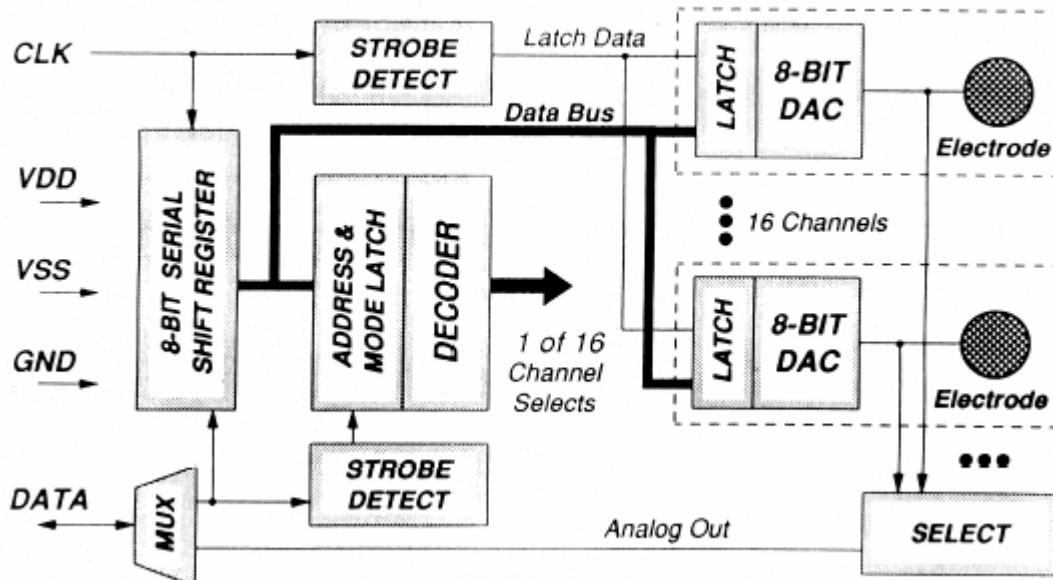 CLK
STROBE
DETECT
Latch Data
LATCH
8-BIT
DAC
Electrode
Data Bus
VDD
VSS
GND
8-BIT SERIAL
SHIFT REGISTER
ADDRESS &
MODE LATCH
DECODER
1 of 16
Channel
Selects
16 Channels
LATCH
8-BIT
DAC
Electrode
STROBE
DETECT
DATA
MUX
Analog Out
SELECT